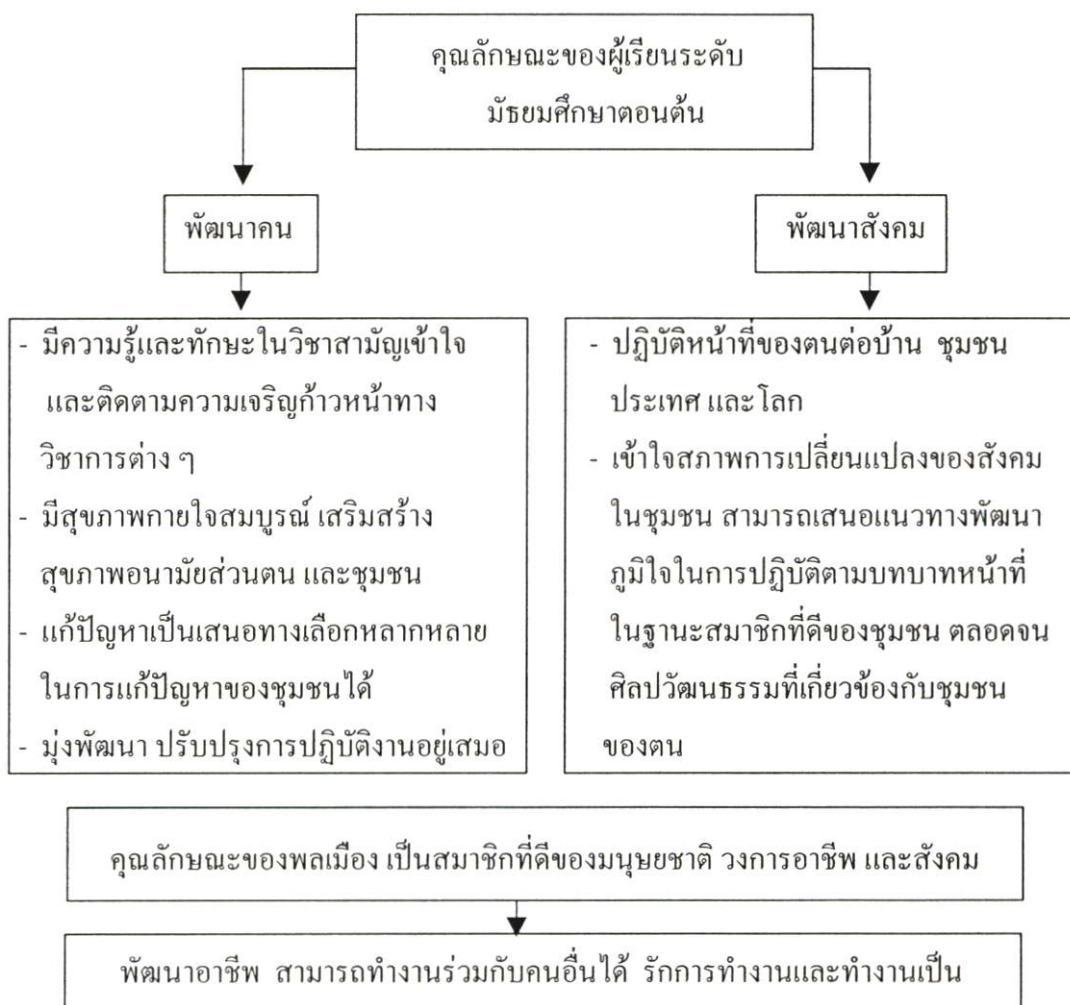 คุณลักษณะของผู้เรียนระดับ
มัธยมศึกษาตอนต้น
พัฒนาคน
พัฒนาสังคม
- มีความรู้และทักษะในวิชาสามัญเข้าใจ
และติดตามความเจริญก้าวหน้าทาง
วิชาการต่าง ๆ
- มีสุขภาพกายใจสมบูรณ์ เสริมสร้าง
สุขภาพอนามัยส่วนตน และชุมชน
- แก้ปัญหาเป็นเสนอทางเลือกหลากหลาย
ในการแก้ปัญหาของชุมชนได้
- มุ่งพัฒนา ปรับปรุงการปฏิบัติงานอยู่เสมอ
- ปฏิบัติหน้าที่ของตนต่อบ้าน ชุมชน
ประเทศ และโลก
- เข้าใจสภาพการเปลี่ยนแปลงของสังคม
ในชุมชน สามารถเสนอแนวทางพัฒนา
ภูมิใจในการปฏิบัติตามบทบาทหน้าที่
ในฐานะสมาชิกที่ดีของชุมชน ตลอดจน
ศิลปวัฒนธรรมที่เกี่ยวข้องกับชุมชน
ของตน
คุณลักษณะของพลเมือง เป็นสมาชิกที่ดีของมนุษยชาติ วงการอาชีพ และสังคม
พัฒนาอาชีพ สามารถทำงานร่วมกับคนอื่นได้ รักการทำงานและทำงานเป็น